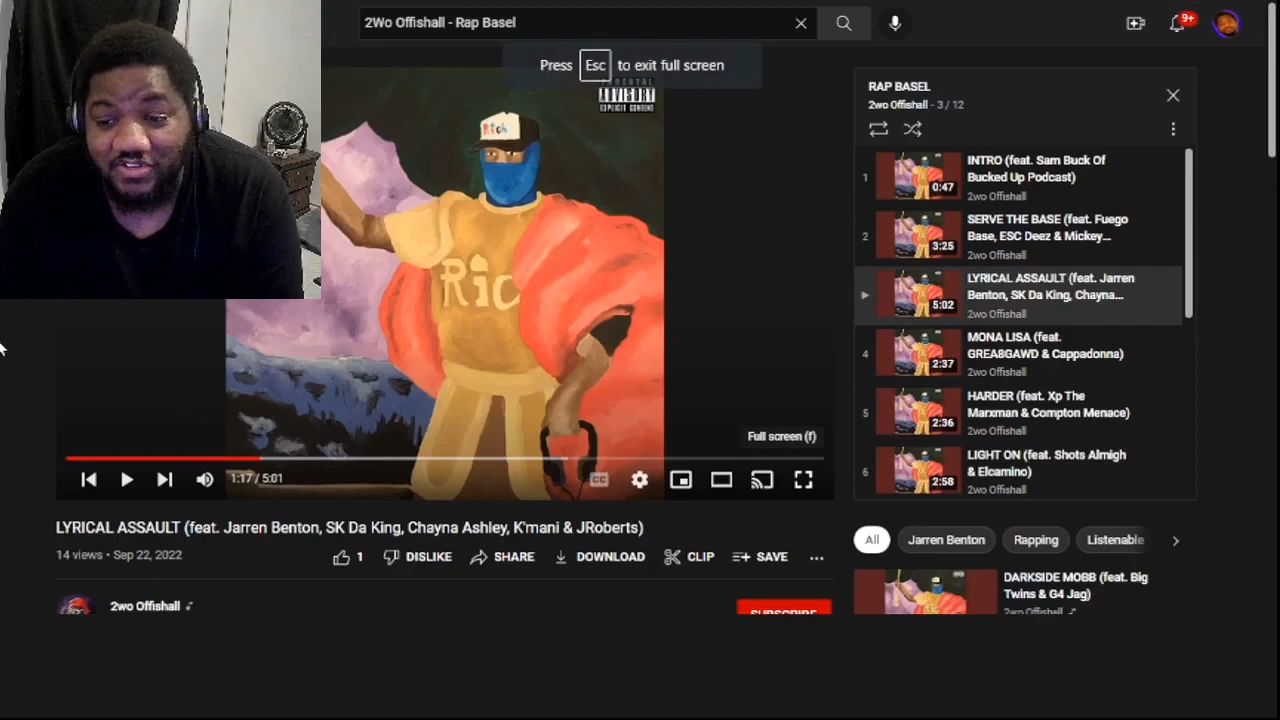 2Wo Offishall - Rap Basel
9+
Press Esc to exit full screen
ADVISORY
EXPLICIT CONTENT
Rich
Ric
Full screen (f)
1:17 / 5:01
CC
LYRICAL ASSAULT (feat. Jarren Benton, SK Da King, Chayna Ashley, K'mani & JRoberts)
14 views • Sep 22, 2022
1
DISLIKE
SHARE
DOWNLOAD
CLIP
SAVE
2wo Offishall
SUBSCRIBE
RAP BASEL
2wo Offishall - 3 / 12
1
0:47
INTRO (feat. Sam Buck Of
Bucked Up Podcast)
2wo Offishall
2
3:25
SERVE THE BASE (feat. Fuego
Base, ESC Deez & Mickey...
2wo Offishall
5:02
LYRICAL ASSAULT (feat. Jarren
Benton, SK Da King, Chayna...
2wo Offishall
4
2:37
MONA LISA (feat.
GREA8GAWD & Cappadonna)
2wo Offishall
5
2:36
HARDER (feat. Xp The
Marxman & Compton Menace)
2wo Offishall
6
2:58
LIGHT ON (feat. Shots Almigh
& Elcamino)
2wo Offishall
All
Jarren Benton
Rapping
Listenable
DARKSIDE MOBB (feat. Big
Twins & G4 Jag)
2wo Offishall